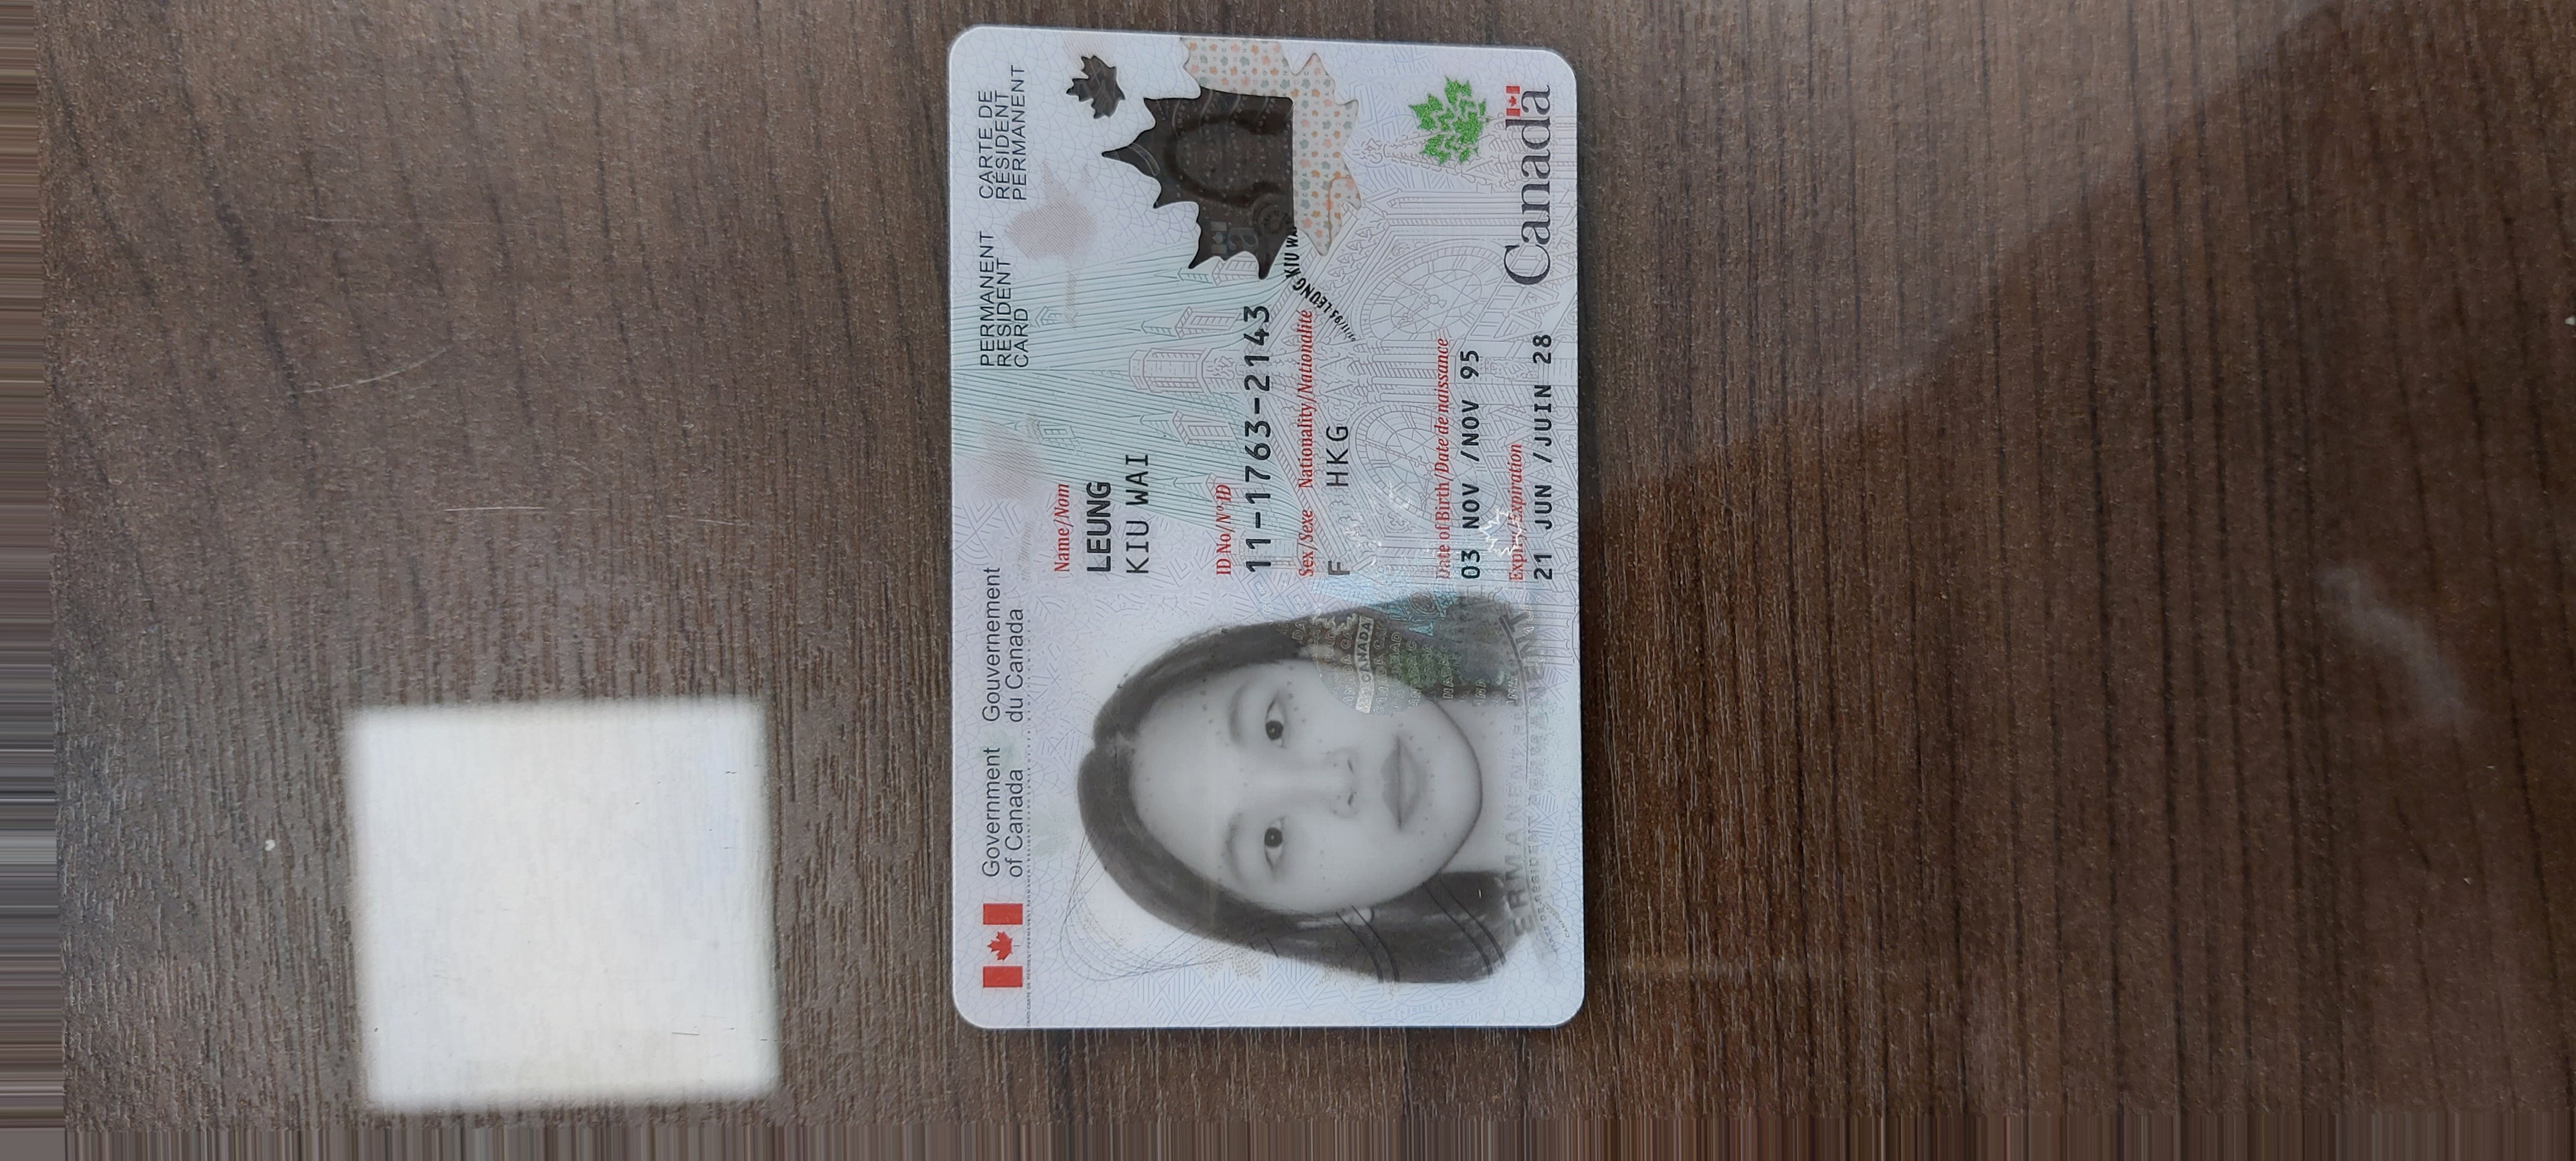 Government of Canada
Gouvernement du Canada
PERMANENT RESIDENT CARD
CARTE DE RÉSIDENT PERMANENT
Name/Nom
LEUNG
KIU WAI
ID No/Nº ID
11-1763-2143
Sex/Sexe Nationality/Nationalité
F HKG
LEUNG KIU WAI
Date of Birth/Date de naissance
03 NOV /NOV 95
Expiry/Expiration
21 JUN /JUIN 28
CANADA
Canada